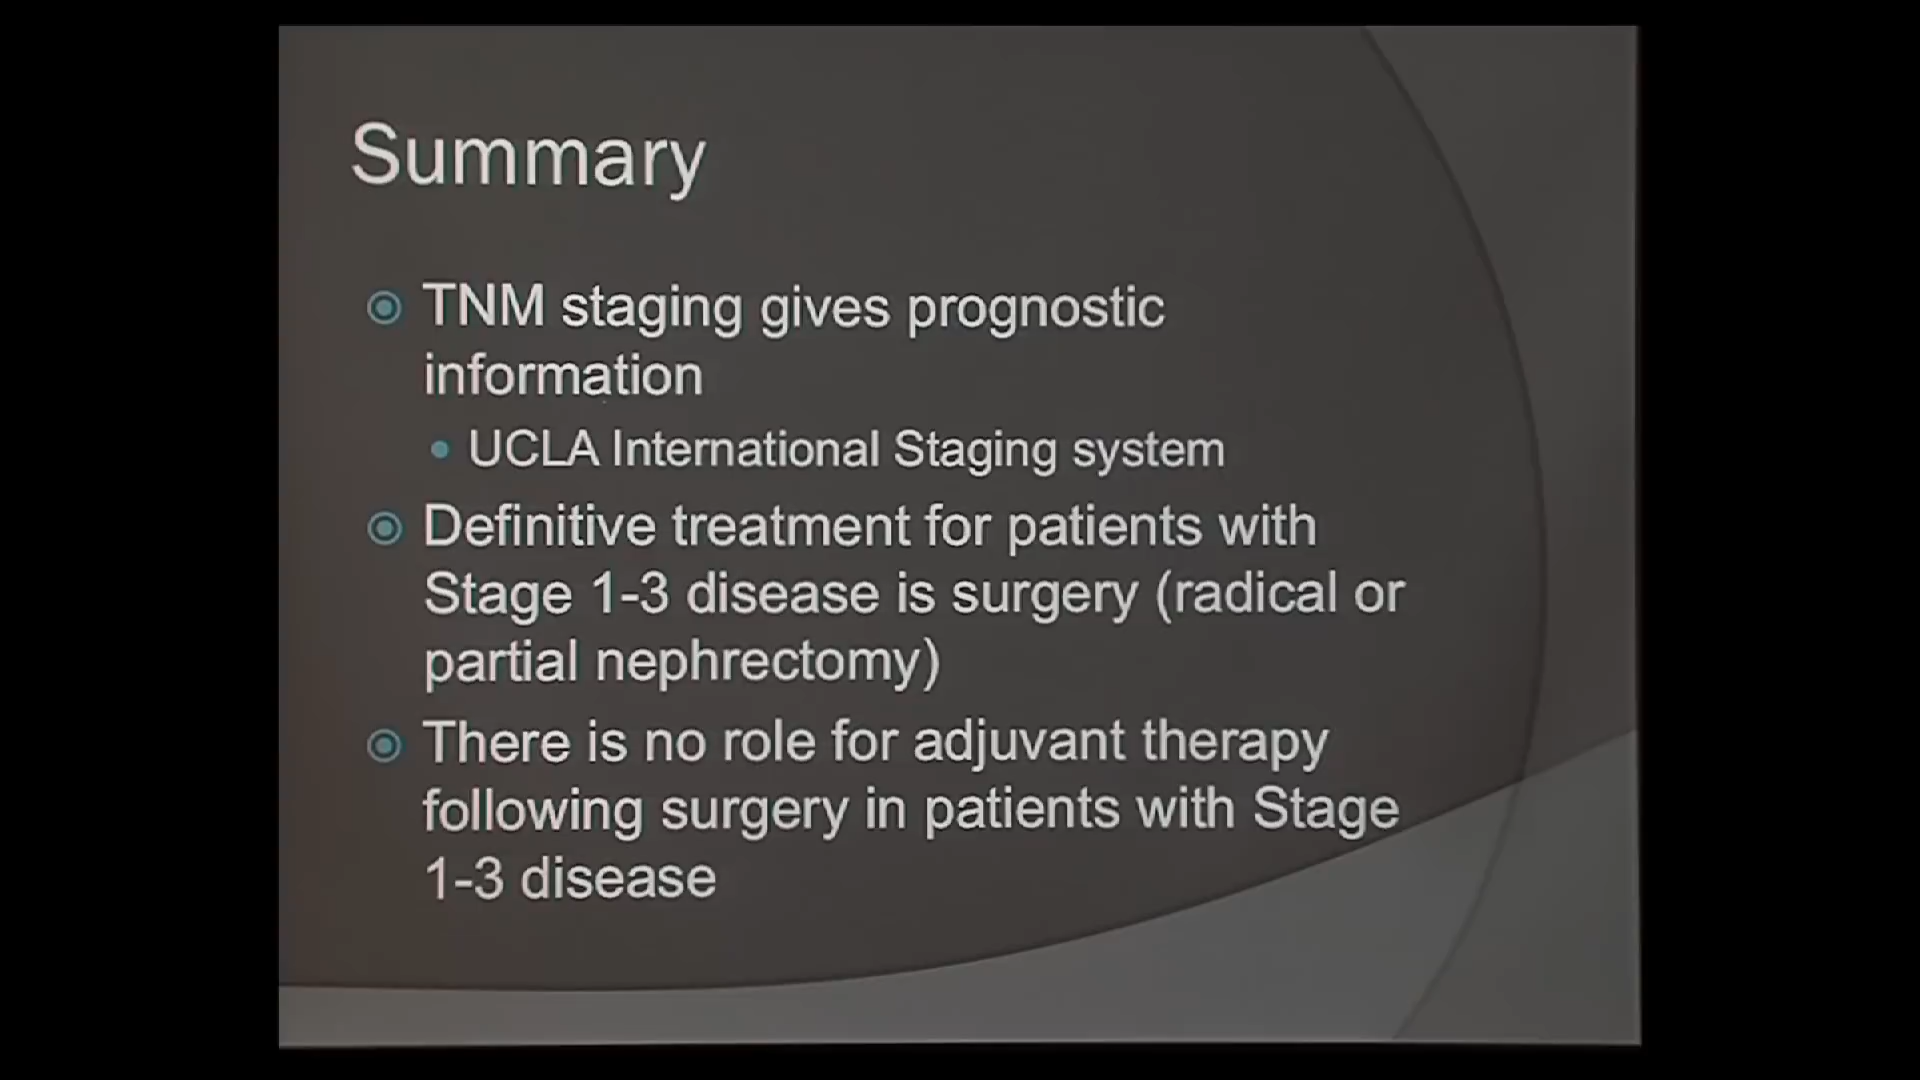 Summary
TNM staging gives prognostic
information
UCLA International Staging system
Definitive treatment for patients with
Stage 1-3 disease is surgery (radical or
partial nephrectomy)
There is no role for adjuvant therapy
following surgery in patients with Stage
1-3 disease